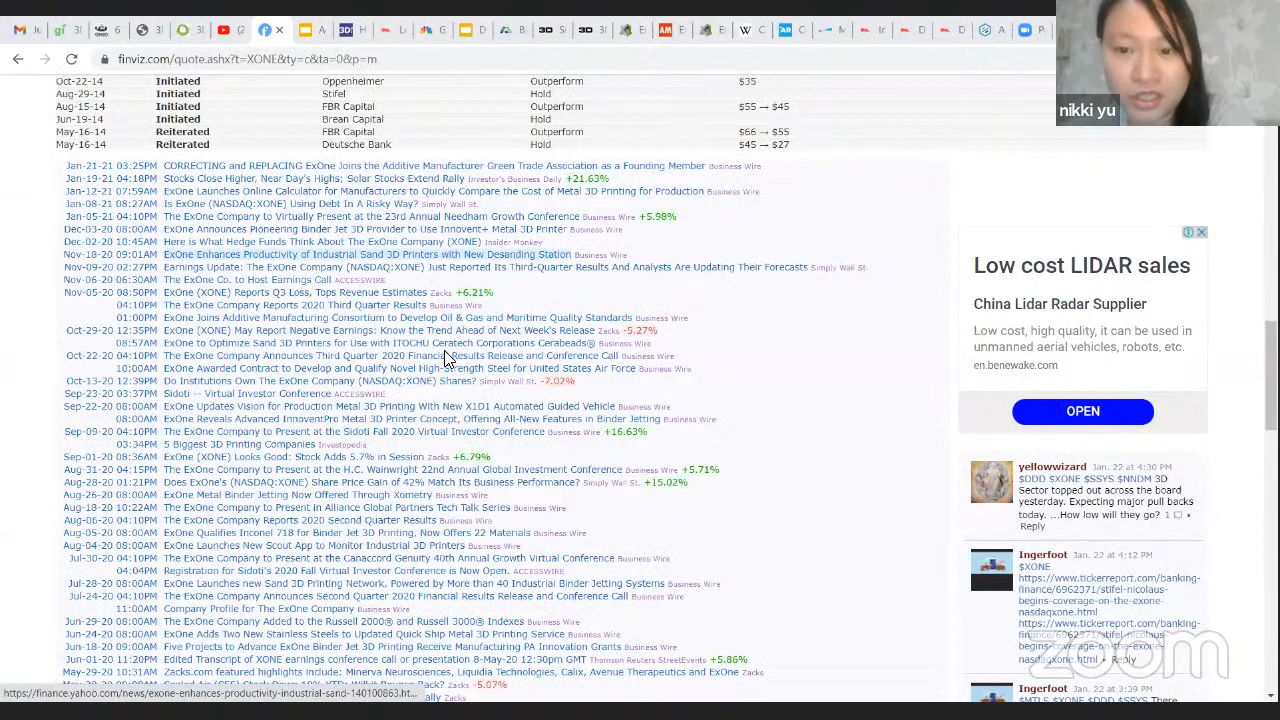 finviz.com/quote.ashx?t=XONE&ty=c&ta=0&p=m
nikki yu
Oct-22-14 Initiated Oppenheimer Outperform $35
Aug-29-14 Initiated Stifel Hold
Aug-15-14 Initiated FBR Capital Outperform $55 → $45
Jun-19-14 Initiated Brean Capital Hold
May-16-14 Reiterated FBR Capital Outperform $66 → $55
May-16-14 Reiterated Deutsche Bank Hold $45 → $27
Jan-21-21 03:25PM CORRECTING and REPLACING ExOne Joins the Additive Manufacturer Green Trade Association as a Founding Member Business Wire
Jan-19-21 04:18PM Stocks Close Higher, Near Day's Highs; Solar Stocks Extend Rally Investor's Business Daily +21.63%
Jan-12-21 07:59AM ExOne Launches Online Calculator for Manufacturers to Quickly Compare the Cost of Metal 3D Printing for Production Business Wire
Jan-08-21 08:27AM Is ExOne (NASDAQ:XONE) Using Debt In A Risky Way? Simply Wall St.
Jan-05-21 04:10PM The ExOne Company to Virtually Present at the 23rd Annual Needham Growth Conference Business Wire +5.98%
Dec-03-20 08:00AM ExOne Announces Pioneering Binder Jet 3D Provider to Use Innovent+ Metal 3D Printer Business Wire
Dec-02-20 10:45AM Here is What Hedge Funds Think About The ExOne Company (XONE) Insider Monkey
Nov-18-20 09:01AM ExOne Enhances Productivity of Industrial Sand 3D Printers with New Desanding Station Business Wire
Nov-09-20 02:27PM Earnings Update: The ExOne Company (NASDAQ:XONE) Just Reported Its Third-Quarter Results And Analysts Are Updating Their Forecasts Simply Wall St.
Nov-06-20 06:30AM The ExOne Co. to Host Earnings Call ACCESSWIRE
Nov-05-20 08:50PM ExOne (XONE) Reports Q3 Loss, Tops Revenue Estimates Zacks +6.21%
04:10PM The ExOne Company Reports 2020 Third Quarter Results Business Wire
01:00PM ExOne Joins Additive Manufacturing Consortium to Develop Oil & Gas and Maritime Quality Standards Business Wire
Oct-29-20 12:35PM ExOne (XONE) May Report Negative Earnings: Know the Trend Ahead of Next Week's Release Zacks -5.27%
08:57AM ExOne to Optimize Sand 3D Printers for Use with ITOCHU Ceratech Corporations Cerabeads® Business Wire
Oct-22-20 04:10PM The ExOne Company Announces Third Quarter 2020 Financial Results Release and Conference Call Business Wire
10:00AM ExOne Awarded Contract to Develop and Qualify Novel High-Strength Steel for United States Air Force Business Wire
Oct-13-20 12:39PM Do Institutions Own The ExOne Company (NASDAQ:XONE) Shares? Simply Wall St. -7.02%
Sep-23-20 03:37PM Sidoti -- Virtual Investor Conference ACCESSWIRE
Sep-22-20 08:00AM ExOne Updates Vision for Production Metal 3D Printing With New X1D1 Automated Guided Vehicle Business Wire
08:00AM ExOne Reveals Advanced InnoventPro Metal 3D Printer Concept, Offering All-New Features in Binder Jetting Business Wire
Sep-09-20 04:10PM The ExOne Company to Present at the Sidoti Fall 2020 Virtual Investor Conference Business Wire +16.63%
03:34PM 5 Biggest 3D Printing Companies Investopedia
Sep-01-20 08:36AM ExOne (XONE) Looks Good: Stock Adds 5.7% in Session Zacks +6.79%
Aug-31-20 04:15PM The ExOne Company to Present at the H.C. Wainwright 22nd Annual Global Investment Conference Business Wire +5.71%
Aug-28-20 01:21PM Does ExOne's (NASDAQ:XONE) Share Price Gain of 42% Match Its Business Performance? Simply Wall St. +15.02%
Aug-26-20 08:00AM ExOne Metal Binder Jetting Now Offered Through Xometry Business Wire
Aug-18-20 10:22AM The ExOne Company to Present in Alliance Global Partners Tech Talk Series Business Wire
Aug-06-20 04:10PM The ExOne Company Reports 2020 Second Quarter Results Business Wire
Aug-05-20 08:00AM ExOne Qualifies Inconel 718 for Binder Jet 3D Printing, Now Offers 22 Materials Business Wire
Aug-04-20 08:00AM ExOne Launches New Scout App to Monitor Industrial 3D Printers Business Wire
Jul-30-20 04:10PM The ExOne Company to Present at the Canaccord Genuity 40th Annual Growth Virtual Conference Business Wire
04:04PM Registration for Sidoti's 2020 Fall Virtual Investor Conference is Now Open. ACCESSWIRE
Jul-28-20 08:00AM ExOne Launches new Sand 3D Printing Network, Powered by More than 40 Industrial Binder Jetting Systems Business Wire
Jul-24-20 04:10PM The ExOne Company Announces Second Quarter 2020 Financial Results Release and Conference Call Business Wire
11:00AM Company Profile for The ExOne Company Business Wire
Jun-29-20 08:00AM The ExOne Company Added to the Russell 2000® and Russell 3000® Indexes Business Wire
Jun-24-20 08:00AM ExOne Adds Two New Stainless Steels to Updated Quick Ship Metal 3D Printing Service Business Wire
Jun-18-20 09:00AM Five Projects to Advance ExOne Binder Jet 3D Printing Receive Manufacturing PA Innovation Grants Business Wire
Jun-01-20 11:20PM Edited Transcript of XONE earnings conference call or presentation 8-May-20 12:30pm GMT Thomson Reuters StreetEvents +5.86%
May-29-20 10:31AM Zacks.com featured highlights include: Minerva Neurosciences, Liquidia Technologies, Calix, Avenue Therapeutics and ExOne Zacks
Zacks -5.07%
Zacks
https://finance.yahoo.com/news/exone-enhances-productivity-industrial-sand-140100863.ht...
Low cost LIDAR sales
China Lidar Radar Supplier
Low cost, high quality, it can be used in
unmanned aerial vehicles, robots, etc.
en.benewake.com
OPEN
yellowwizard Jan. 22 at 4:30 PM
$DDD $XONE $SSYS $NNDM 3D
Sector topped out across the board
yesterday. Expecting major pull backs
today. ....How low will they go? 1
Reply
Ingerfoot Jan. 22 at 4:12 PM
$XONE
https://www.tickerreport.com/banking-
finance/6962371/stifel-nicolaus-
begins-coverage-on-the-exone-
nasdaqxone.html
https://www.tickerreport.com/banking-
finance/6962371/stifel-nicolaus-
begins-coverage-on-the-exone-
nasdaqxone.html • Reply
Ingerfoot Jan. 22 at 3:39 PM
$MTLS $XONE $DDD $SSYS There
zoom